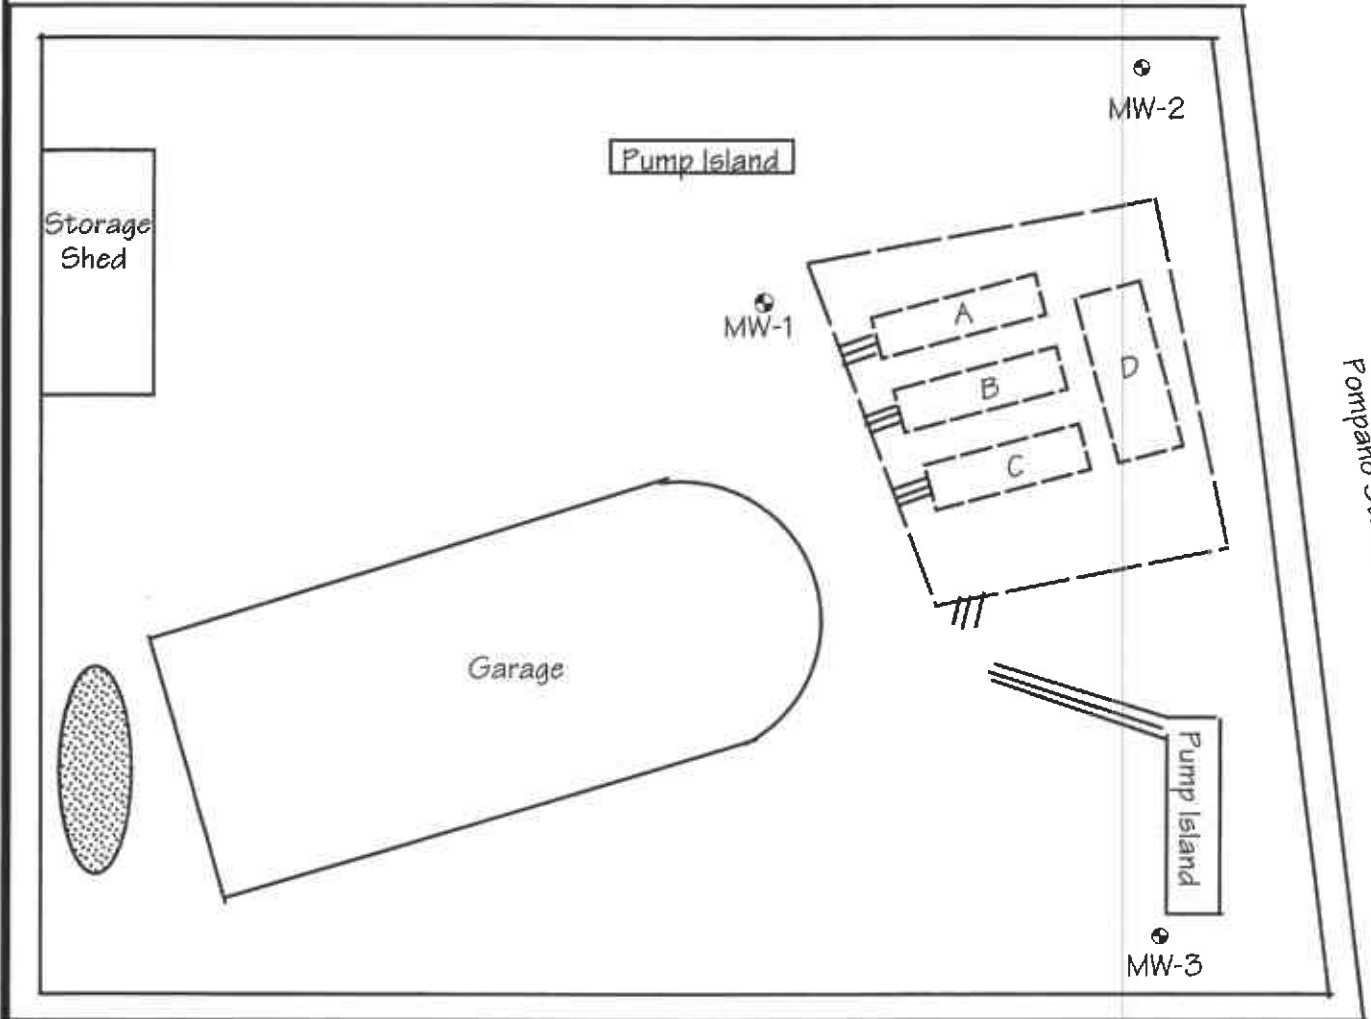 MW-2
Pump Island
Storage
Shed
MW-1
A
B
C
D
Pompano
Garage
Pump Island
MW-3